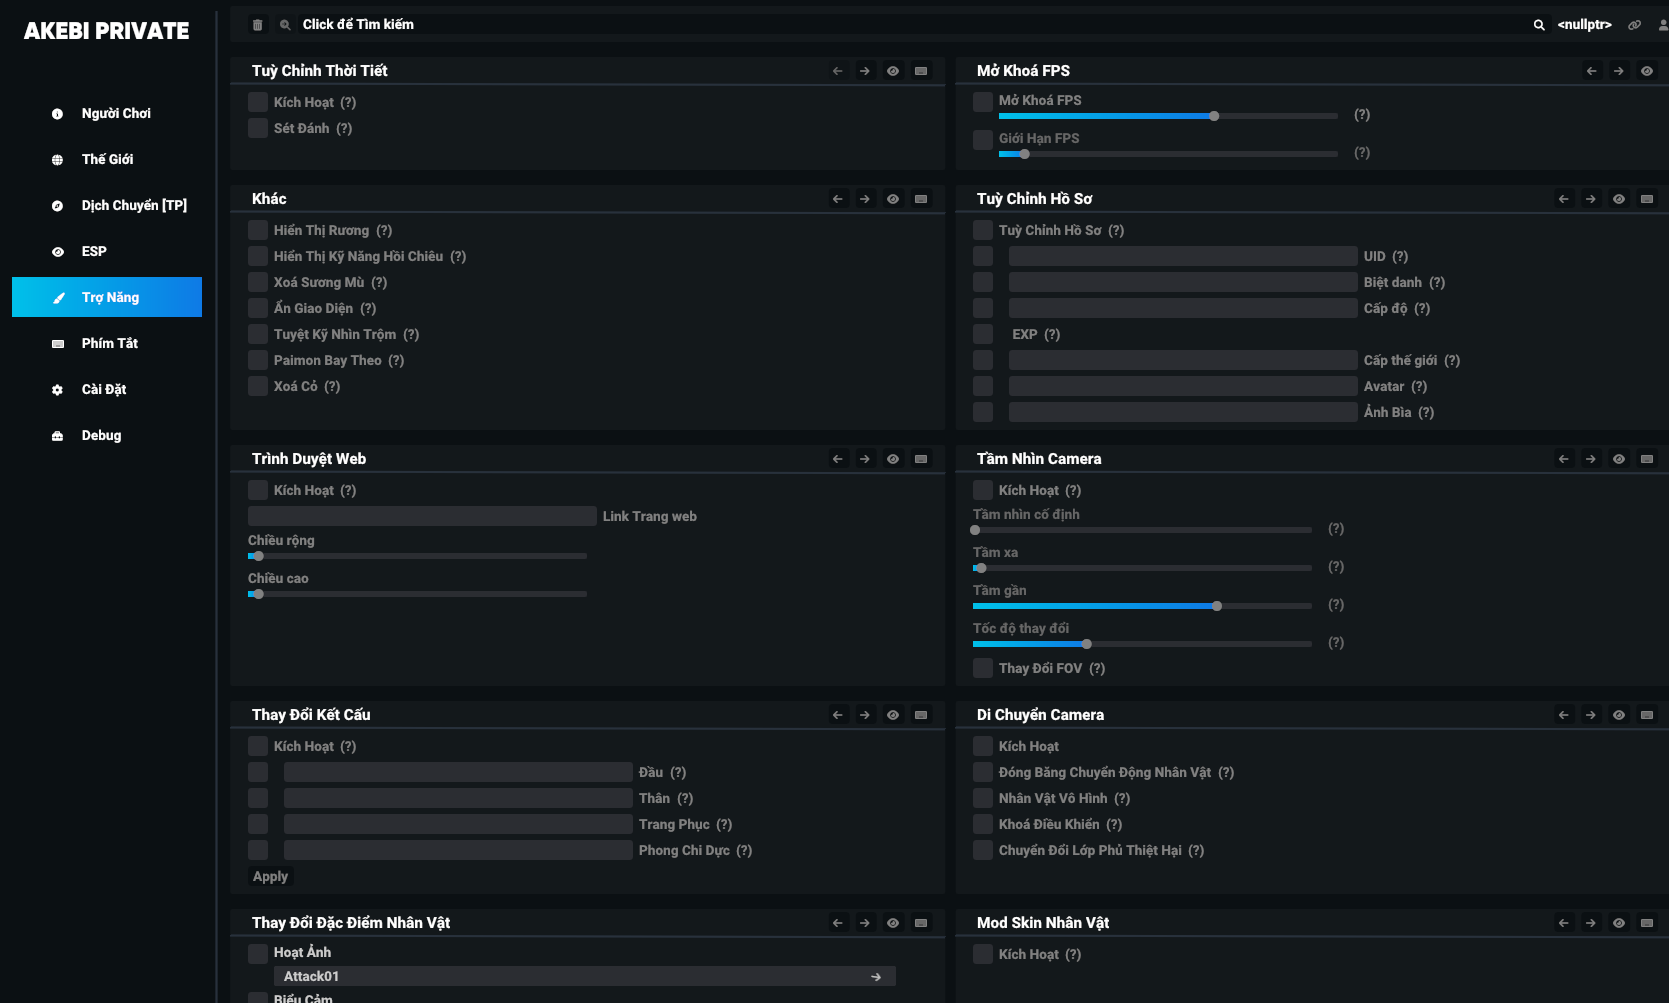 AKEBI PRIVATE
Người Chơi
Thế Giới
Dịch Chuyển [TP]
ESP
Trợ Năng
Phím Tắt
Cài Đặt
Debug
Click để Tìm kiếm
<nullptr>
Tuỳ Chỉnh Thời Tiết
Kích Hoạt (?)
Sét Đánh (?)
Mở Khoá FPS
Mở Khoá FPS
(?)
Giới Hạn FPS
(?)
Khác
Hiển Thị Rương (?)
Hiển Thị Kỹ Năng Hồi Chiêu (?)
Xoá Sương Mù (?)
Ẩn Giao Diện (?)
Tuyệt Kỹ Nhìn Trộm (?)
Paimon Bay Theo (?)
Xoá Cỏ (?)
Tuỳ Chỉnh Hồ Sơ
Tuỳ Chỉnh Hồ Sơ (?)
UID (?)
Biệt danh (?)
Cấp độ (?)
EXP (?)
Cấp thế giới (?)
Avatar (?)
Ảnh Bìa (?)
Trình Duyệt Web
Kích Hoạt (?)
Link Trang web
Chiều rộng
Chiều cao
Tầm Nhìn Camera
Kích Hoạt (?)
Tầm nhìn cố định
(?)
Tầm xa
(?)
Tầm gần
(?)
Tốc độ thay đổi
(?)
Thay Đổi FOV (?)
Thay Đổi Kết Cấu
Kích Hoạt (?)
Đầu (?)
Thân (?)
Trang Phục (?)
Phong Chi Dực (?)
Apply
Di Chuyển Camera
Kích Hoạt
Đóng Băng Chuyển Động Nhân Vật (?)
Nhân Vật Vô Hình (?)
Khoá Điều Khiển (?)
Chuyển Đổi Lớp Phủ Thiệt Hại (?)
Thay Đổi Đặc Điểm Nhân Vật
Hoạt Ảnh
Attack01
Biểu Cảm
Mod Skin Nhân Vật
Kích Hoạt (?)